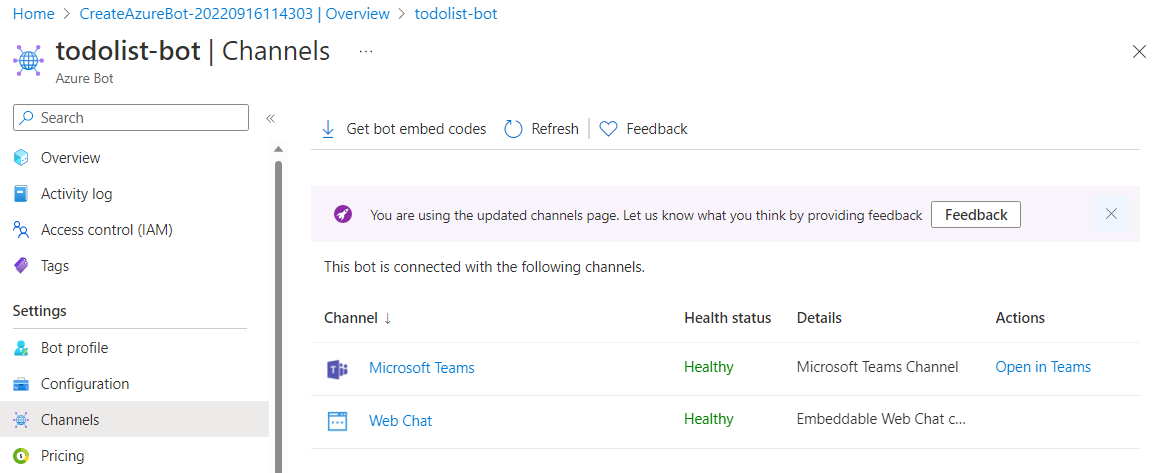 Home > CreateAzureBot-20220916114303 | Overview > todolist-bot
todolist-bot | Channels ...
Azure Bot
Search «
Get bot embed codes Refresh Feedback
Overview
Activity log
Access control (IAM)
Tags
Settings
Bot profile
Configuration
Channels
Pricing
You are using the updated channels page. Let us know what you think by providing feedback Feedback
This bot is connected with the following channels.
Channel ↓ Health status Details Actions
Microsoft Teams Healthy Microsoft Teams Channel Open in Teams
Web Chat Healthy Embeddable Web Chat c...